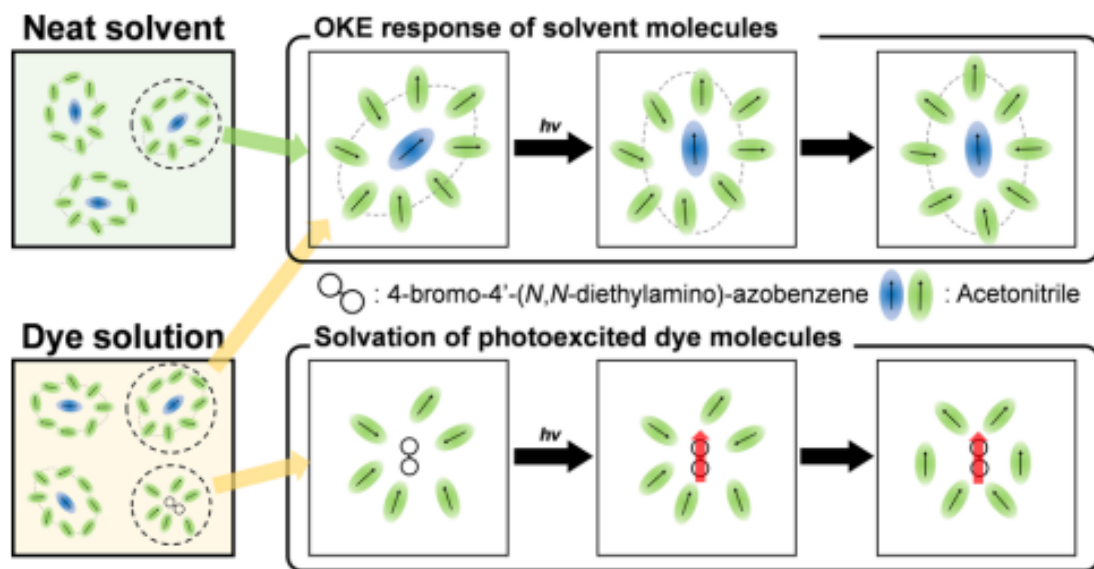 Neat solvent
OKE response of solvent molecules
hν
: 4-bromo-4'-(N,N-diethylamino)-azobenzene
: Acetonitrile
Dye solution
Solvation of photoexcited dye molecules
hν